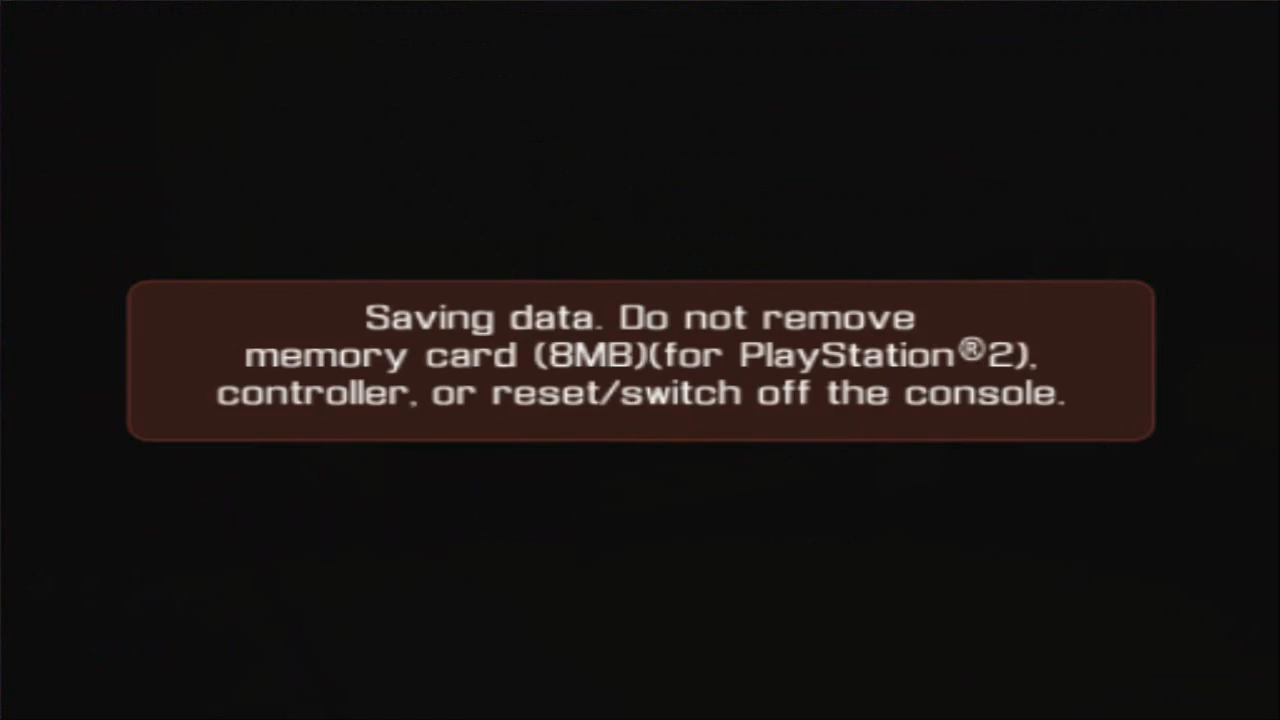 Saving data. Do not remove
memory card (8MB)(for PlayStation®2),
controller, or reset/switch off the console.